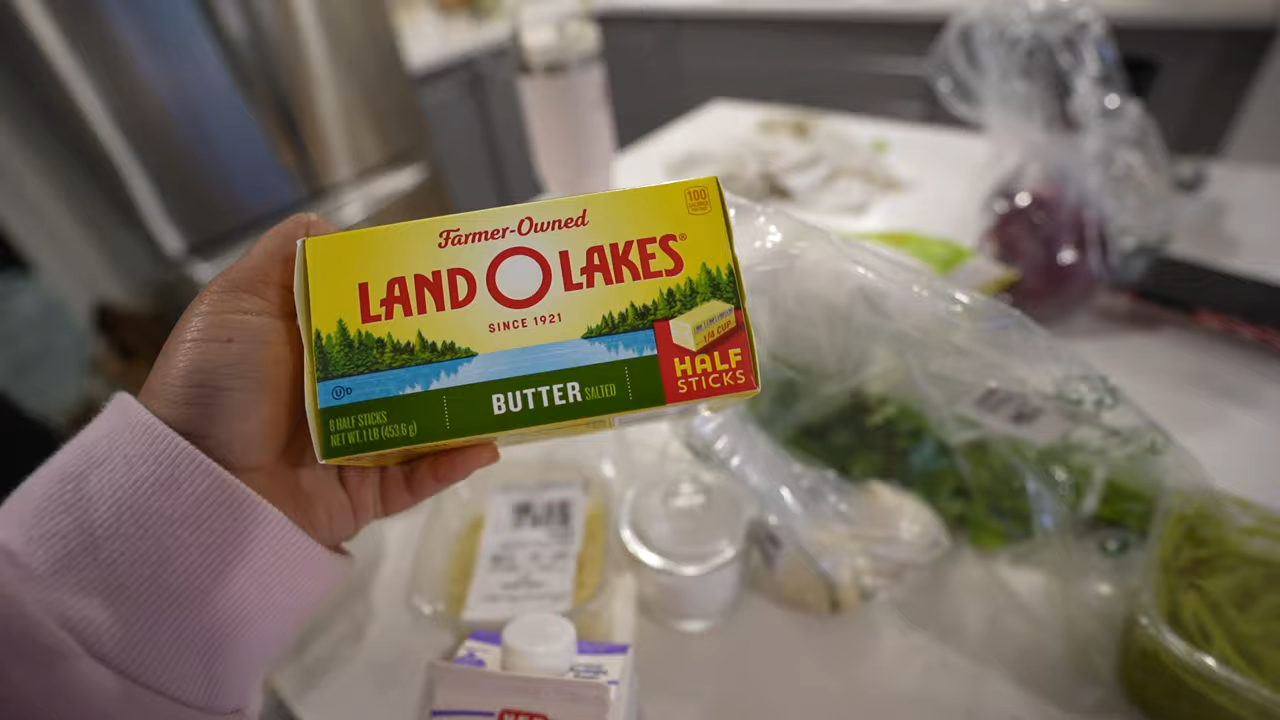 Farmer-Owned
LAND O LAKES®
SINCE 1921
100
1/4 CUP
HALF
STICKS
BUTTER SALTED
8 HALF STICKS
NET WT. 1 LB (453.6 g)
U D